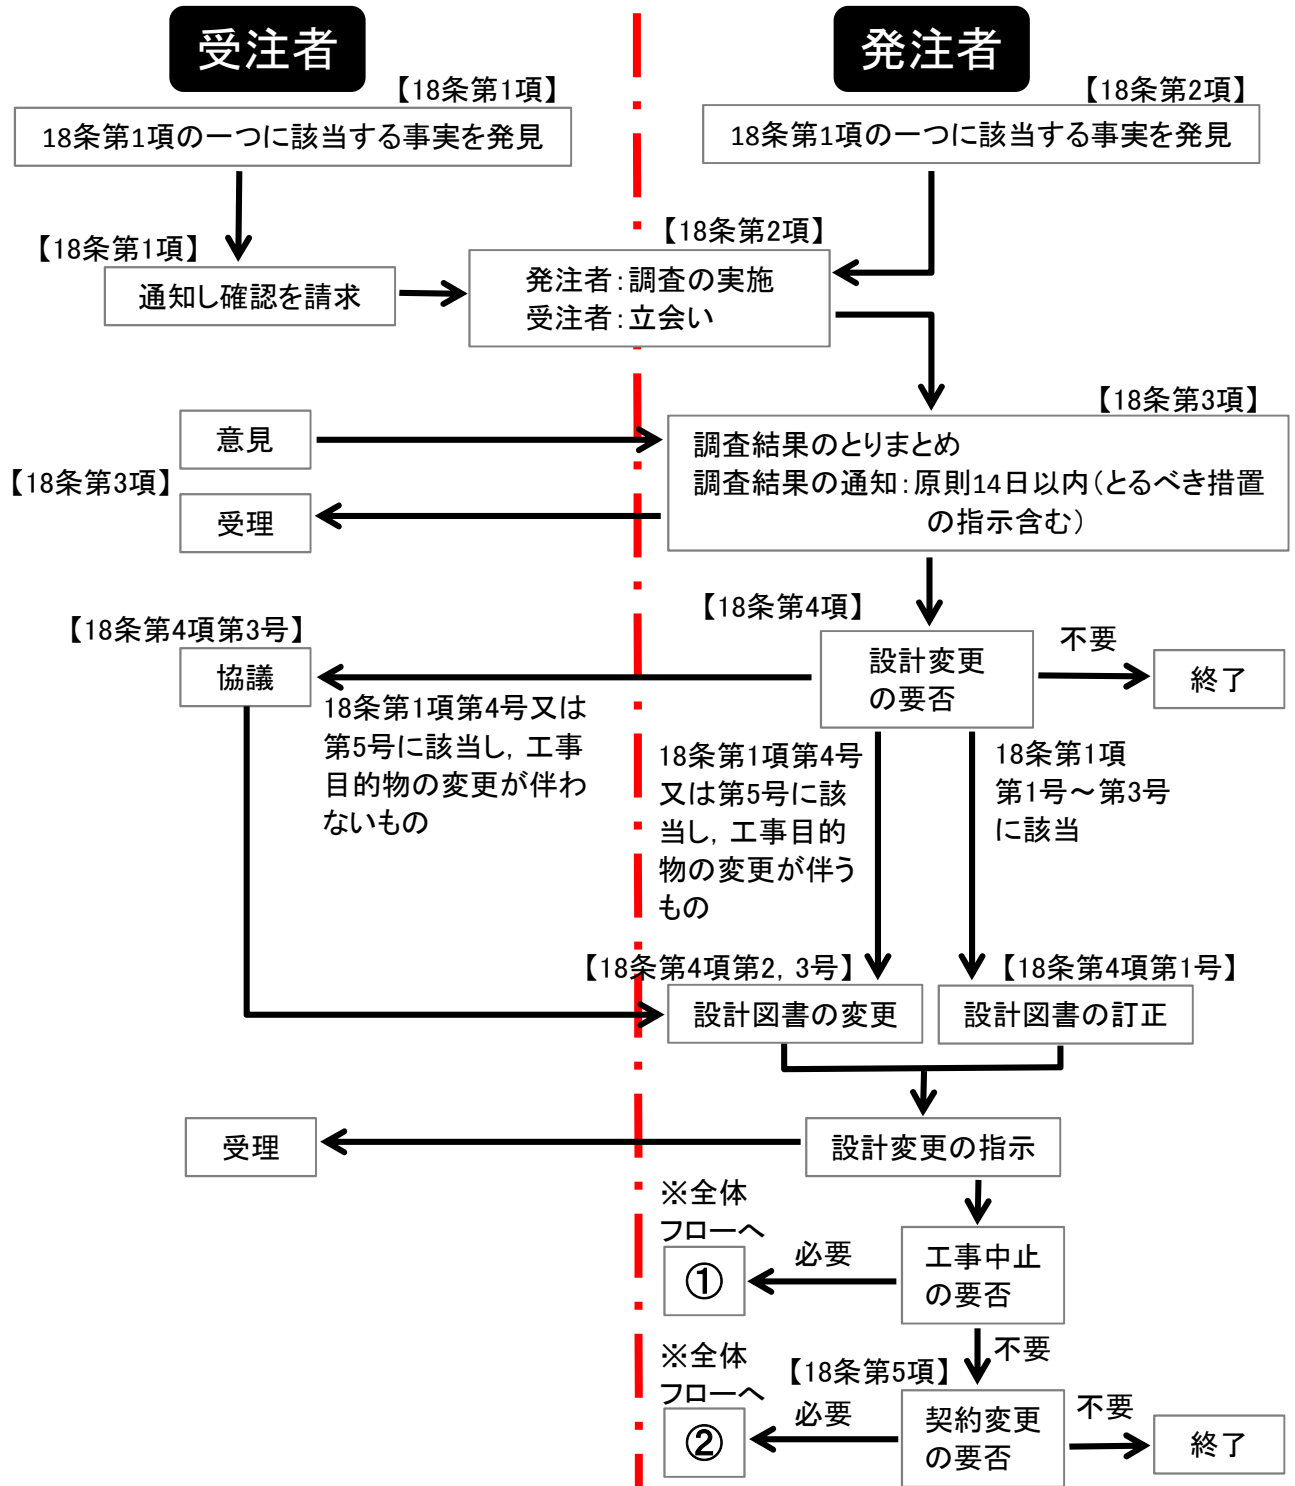 受注者
発注者
【18条第1項】
【18条第2項】
18条第1項の一つに該当する事実を発見
18条第1項の一つに該当する事実を発見
【18条第1項】
【18条第2項】
通知し確認を請求
発注者：調査の実施
受注者：立会い
【18条第3項】
意見
調査結果のとりまとめ
調査結果の通知：原則14日以内（とるべき措置
の指示含む）
【18条第3項】
受理
【18条第4項】
【18条第4項第3号】
協議
設計変更
の要否
不要
終了
18条第1項第4号又は
第5号に該当し，工事
目的物の変更が伴わ
ないもの
18条第1項第4号
又は第5号に該
当し，工事目的
物の変更が伴う
もの
18条第1項
第1号～第3号
に該当
【18条第4項第2，3号】
【18条第4項第1号】
設計図書の変更
設計図書の訂正
受理
設計変更の指示
※全体
フローへ
①
必要
工事中止
の要否
不要
※全体
フローへ
②
【18条第5項】
必要
契約変更
の要否
不要
終了